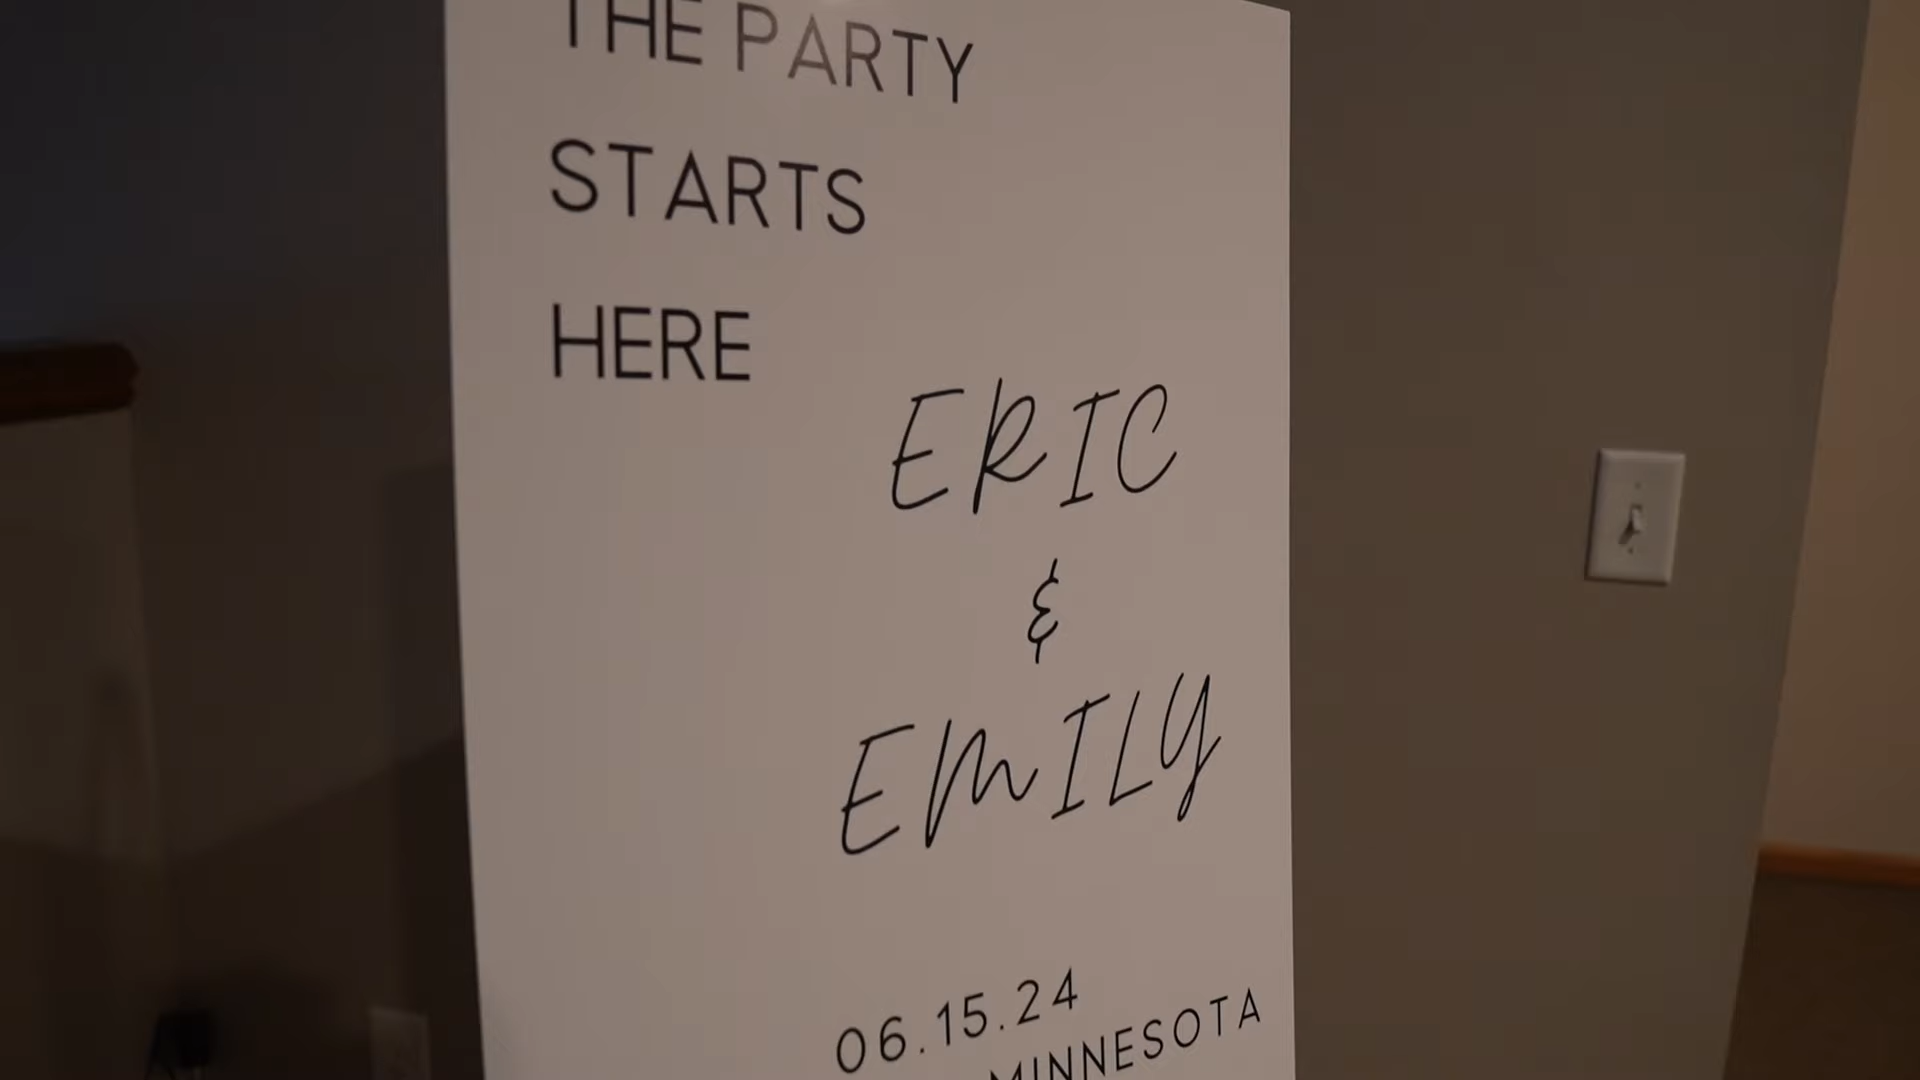 THE PARTY
STARTS
HERE
ERIC
&
EMILY
06.15.24
MINNESOTA